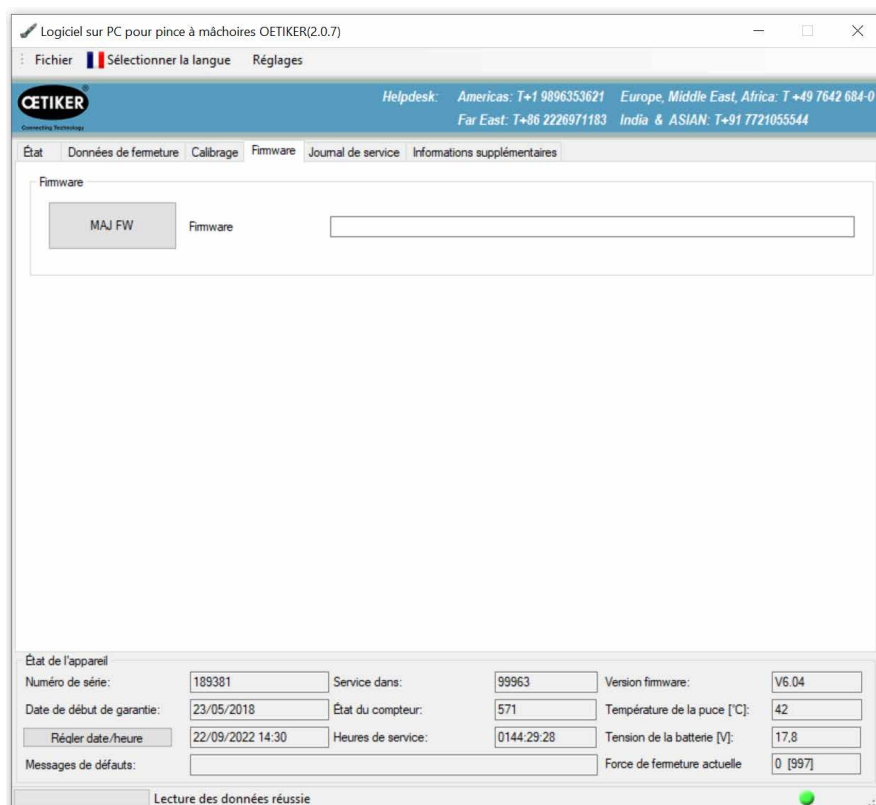 Logiciel sur PC pour pince à mâchoires OETIKER(2.0.7)
Fichier Sélectionner la langue Réglages
ŒTIKER®
Connecting Technology
Helpdesk: Americas: T+1 9896353621 Europe, Middle East, Africa: T +49 7642 684-0
Far East: T+86 2226971183 India & ASIAN: T+91 7721055544
État Données de fermeture Calibrage Firmware Journal de service Informations supplémentaires
Firmware
MAJ FW Firmware
État de l'appareil
Numéro de série: 189381 Service dans: 99963 Version firmware: V6.04
Date de début de garantie: 23/05/2018 État du compteur: 571 Température de la puce [°C]: 42
Régler date/heure 22/09/2022 14:30 Heures de service: 0144:29:28 Tension de la batterie [V]: 17,8
Messages de défauts: Force de fermeture actuelle 0 [997]
Lecture des données réussie